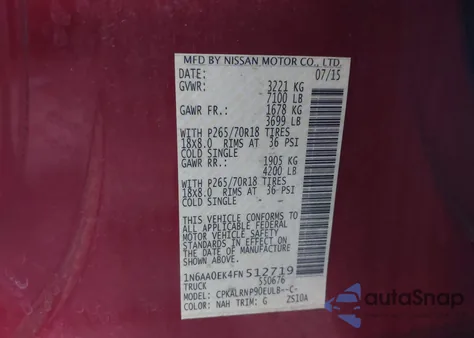 MFD BY NISSAN MOTOR CO., LTD.
DATE: 07/15
GVWR: 3221 KG
7100 LB
GAWR FR.: 1678 KG
3699 LB
WITH P265/70R18 TIRES
18X8.0 RIMS AT 36 PSI
COLD SINGLE
GAWR RR.: 1905 KG
4200 LB
WITH P265/70R18 TIRES
18X8.0 RIMS AT 36 PSI
COLD SINGLE
THIS VEHICLE CONFORMS TO
ALL APPLICABLE FEDERAL
MOTOR VEHICLE SAFETY
STANDARDS IN EFFECT ON
THE DATE OF MANUFACTURE
SHOWN ABOVE.
1N6AA0EK4FN512719
TRUCK 550676
MODEL: CPKALRNP90EULB--C-
COLOR: NAH TRIM: G ZS10A
autoSnap